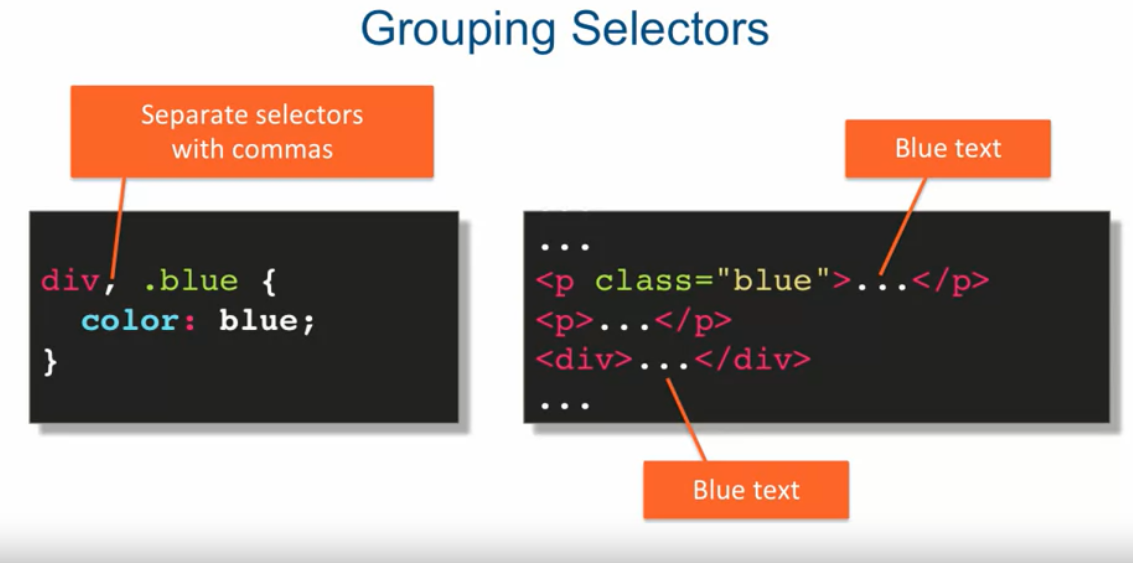 Grouping Selectors
Separate selectors
with commas
Blue text
div, .blue {
color: blue;
}
...
<p class="blue">...</p>
<p>...</p>
<div>...</div>
...
Blue text